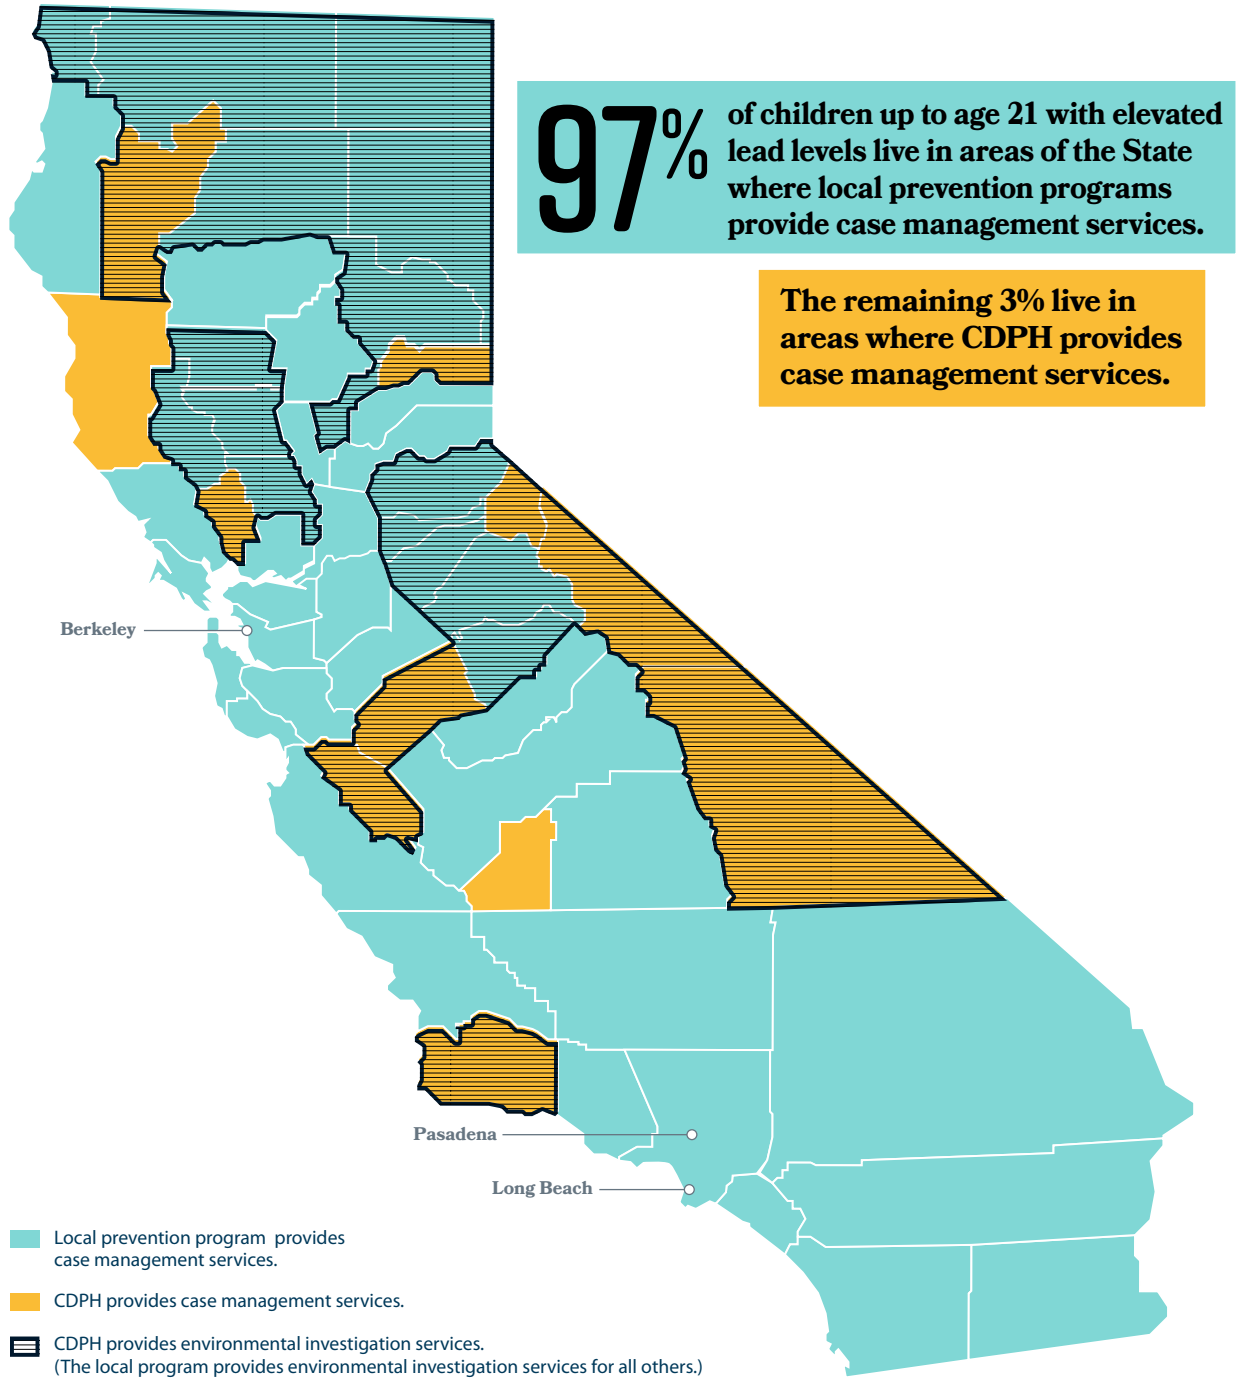 97% of children up to age 21 with elevated
lead levels live in areas of the State
where local prevention programs
provide case management services.
The remaining 3% live in
areas where CDPH provides
case management services.
Berkeley
Pasadena
Long Beach
Local prevention program provides
case management services.
CDPH provides case management services.
CDPH provides environmental investigation services.
(The local program provides environmental investigation services for all others.)